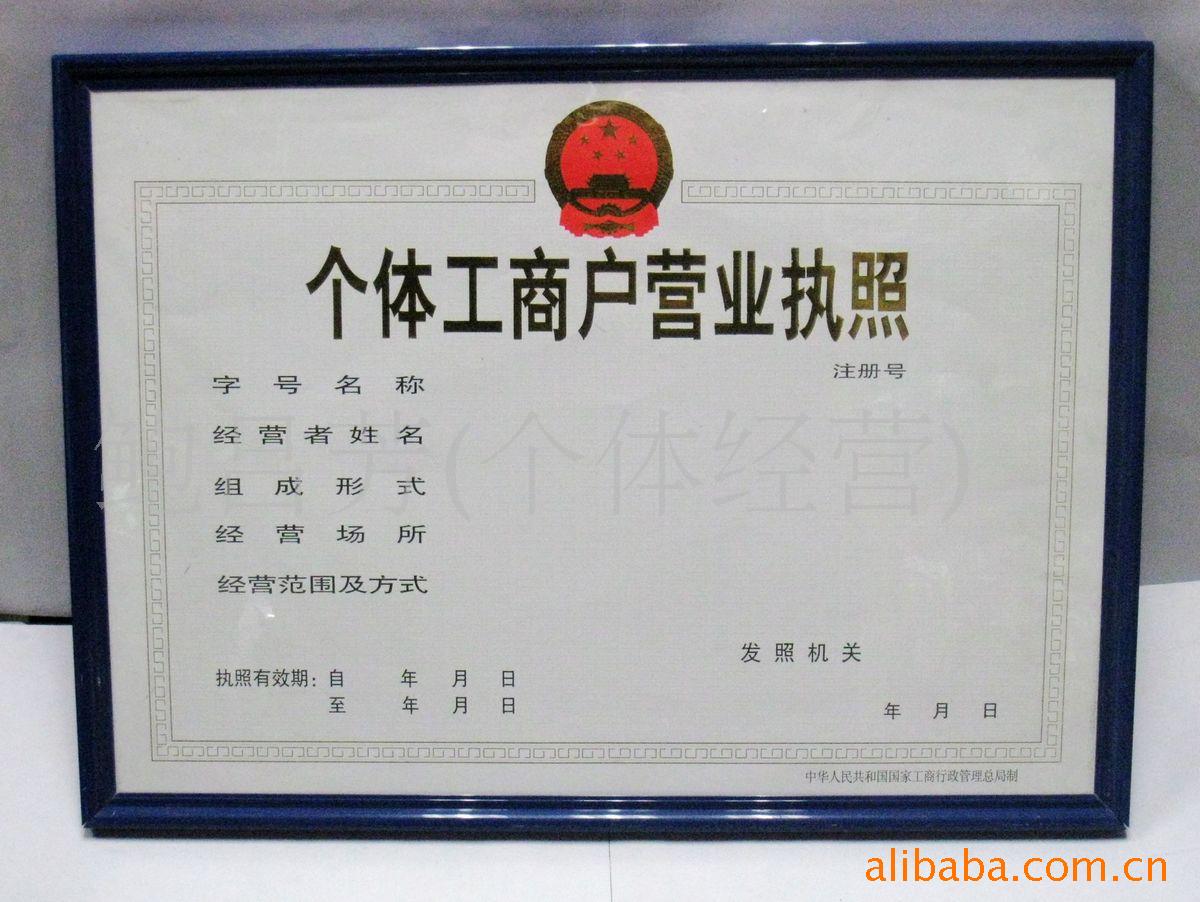 个体工商户营业执照
注册号
字号名称
经营者姓名
组成形式
经营场所
经营范围及方式
鲍昌芳(个体经营)
发照机关
执照有效期：自 年 月 日
至 年 月 日
年 月 日
中华人民共和国国家工商行政管理总局制
alibaba.com.cn